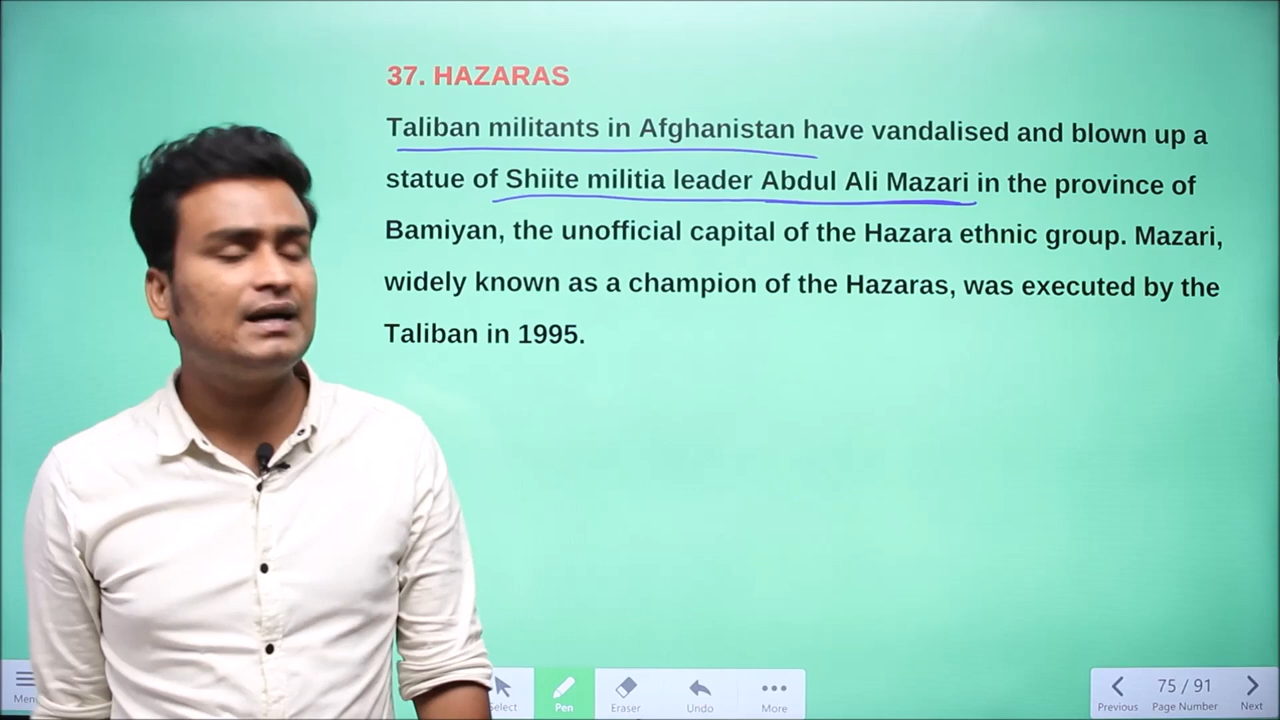 37. HAZARAS
Taliban militants in Afghanistan have vandalised and blown up a
statue of Shiite militia leader Abdul Ali Mazari in the province of
Bamiyan, the unofficial capital of the Hazara ethnic group. Mazari,
widely known as a champion of the Hazaras, was executed by the
Taliban in 1995.
Pen
Eraser
Undo
More
Previous
75 / 91
Page Number
Next